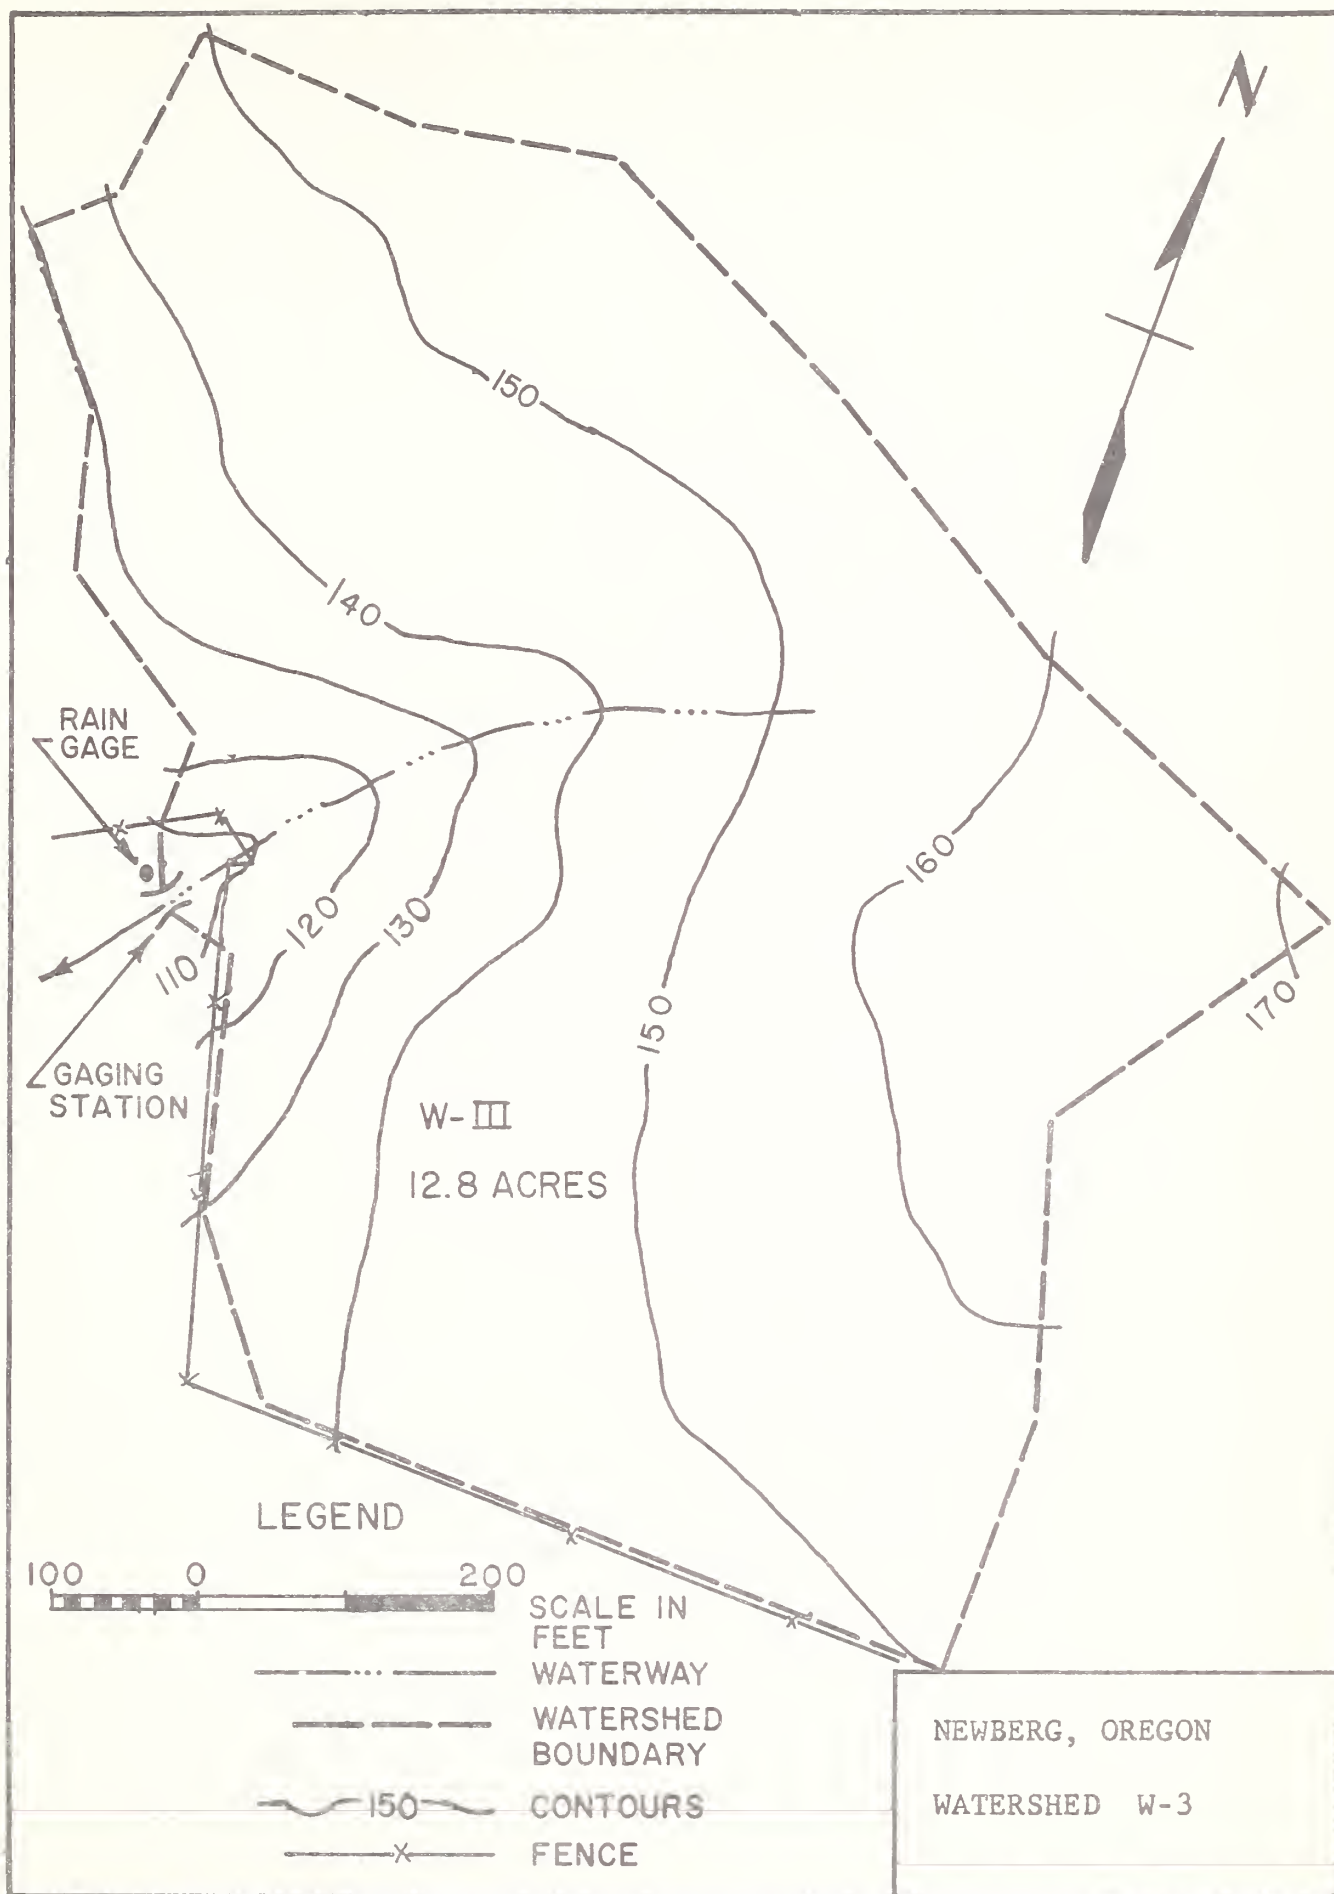 N
150
140
RAIN
GAGE
160
120
130
110
170
150
GAGING
STATION
W-III
12.8 ACRES
LEGEND
100 0 200
SCALE IN
FEET
WATERWAY
WATERSHED
BOUNDARY
150 CONTOURS
X FENCE
NEWBERG, OREGON
WATERSHED W-3